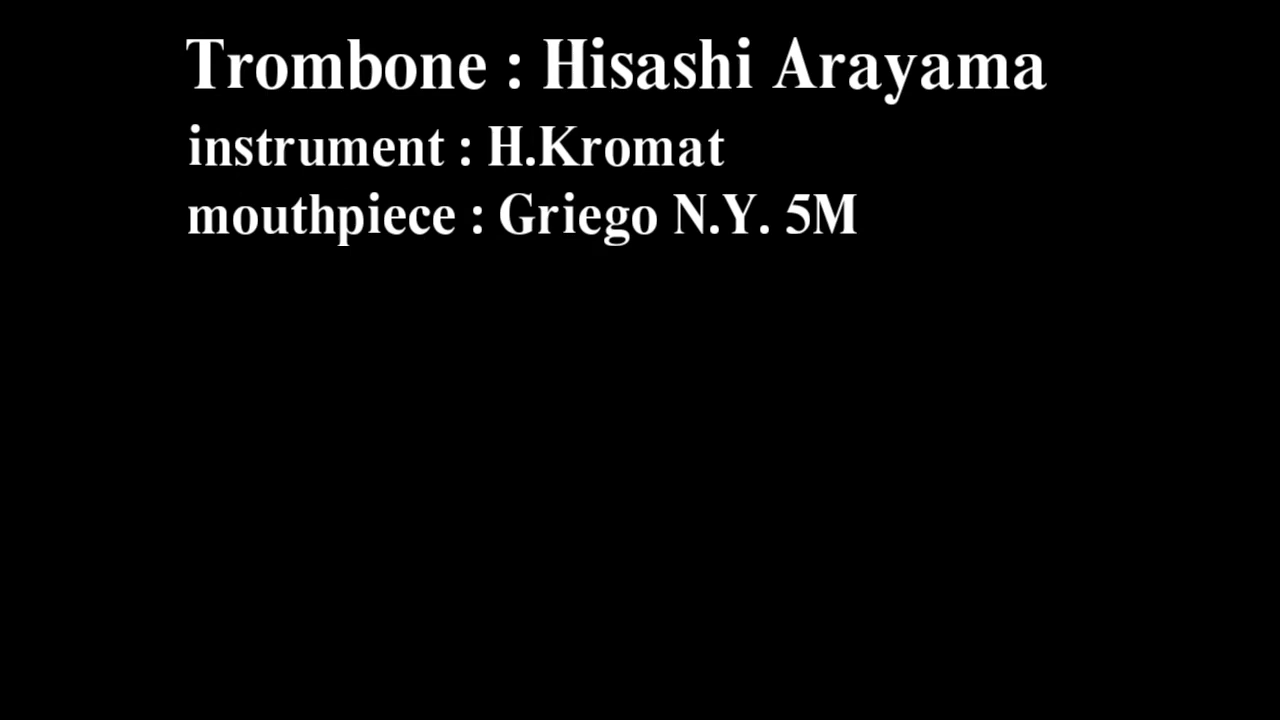 Trombone : Hisashi Arayama
instrument : H.Kromat
mouthpiece : Griego N.Y. 5M